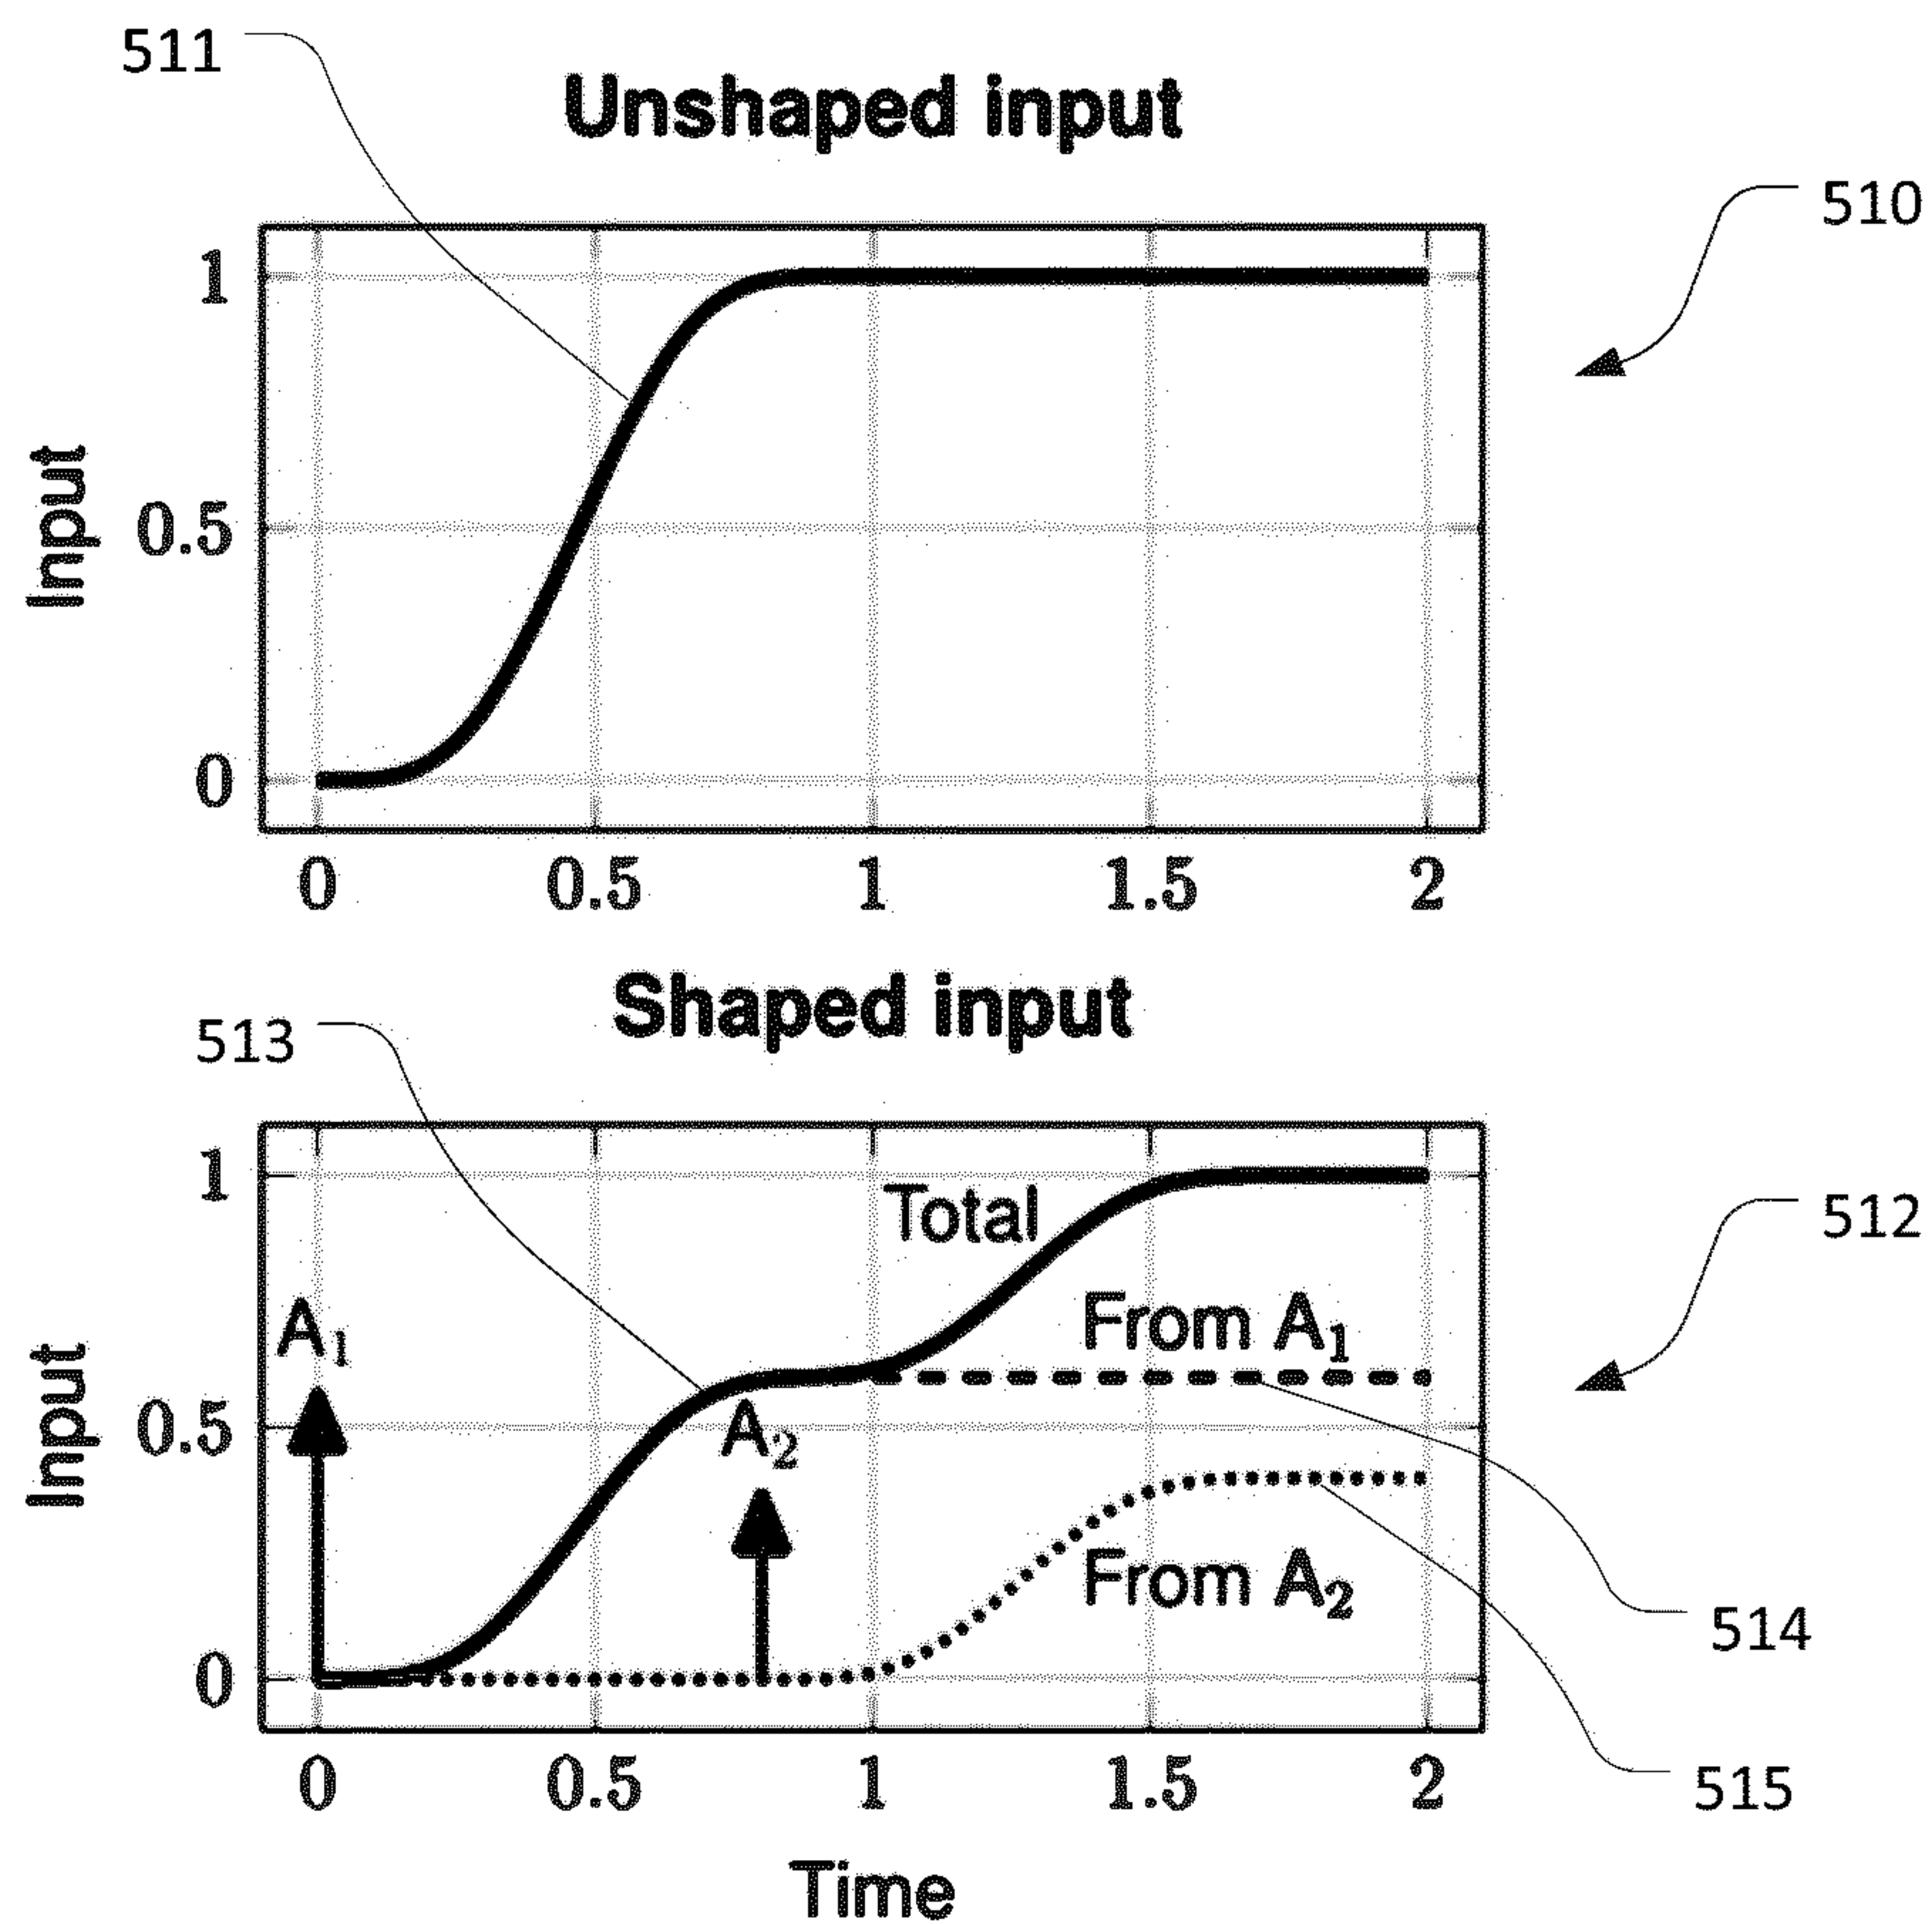 511
Unshaped input
510
1
0.5
0
Input
0 0.5 1 1.5 2
Shaped input
513
512
1
0.5
0
Input
Total
A1
From A1
A2
From A2
514
515
0 0.5 1 1.5 2
Time